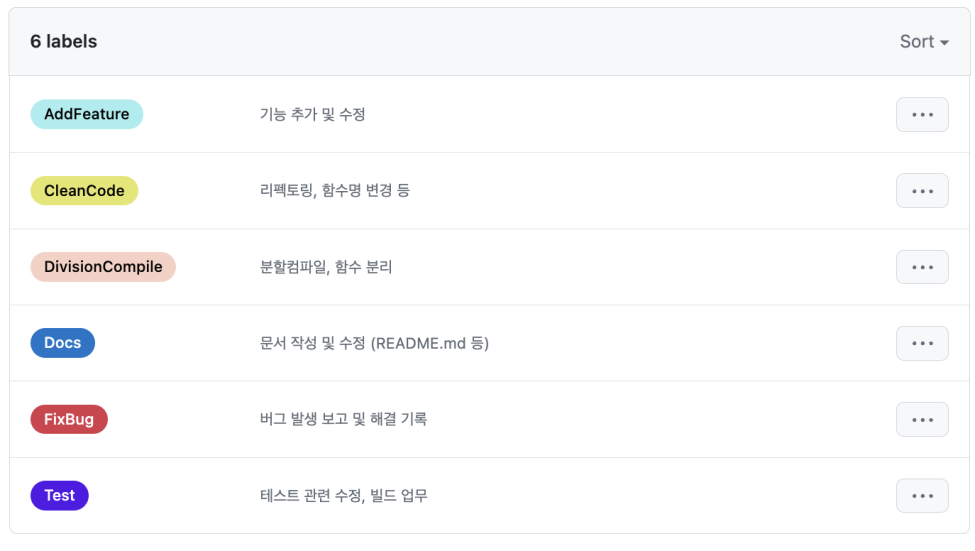 6 labels Sort
AddFeature 기능 추가 및 수정
CleanCode 리펙토링, 함수명 변경 등
DivisionCompile 분할컴파일, 함수 분리
Docs 문서 작성 및 수정 (README.md 등)
FixBug 버그 발생 보고 및 해결 기록
Test 테스트 관련 수정, 빌드 업무